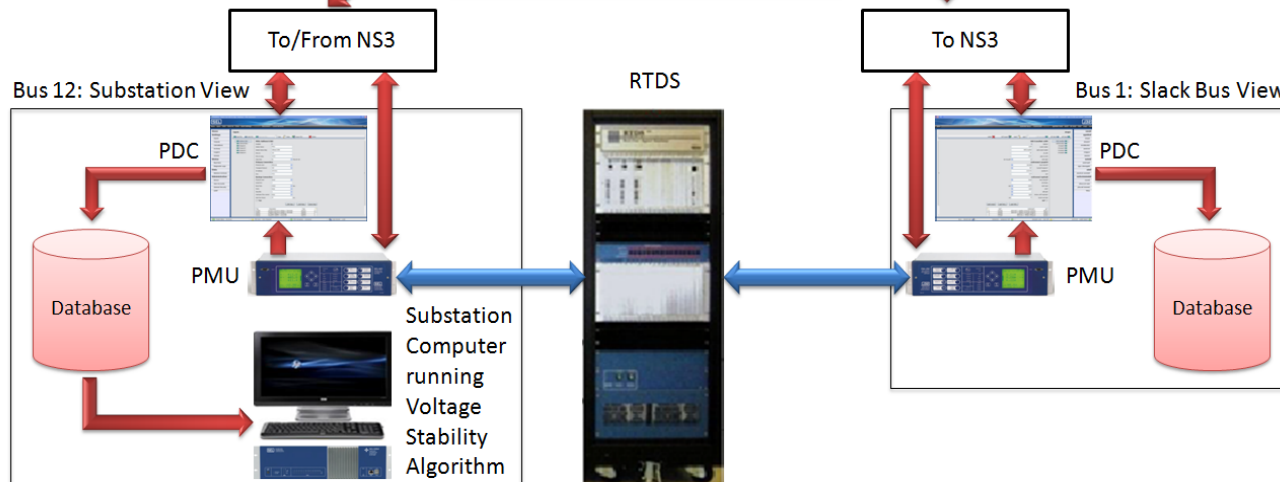 To/From NS3
To NS3
Bus 12: Substation View
RTDS
Bus 1: Slack Bus View
PDC
PDC
PMU
PMU
Database
Database
Substation
Computer
running
Voltage
Stability
Algorithm